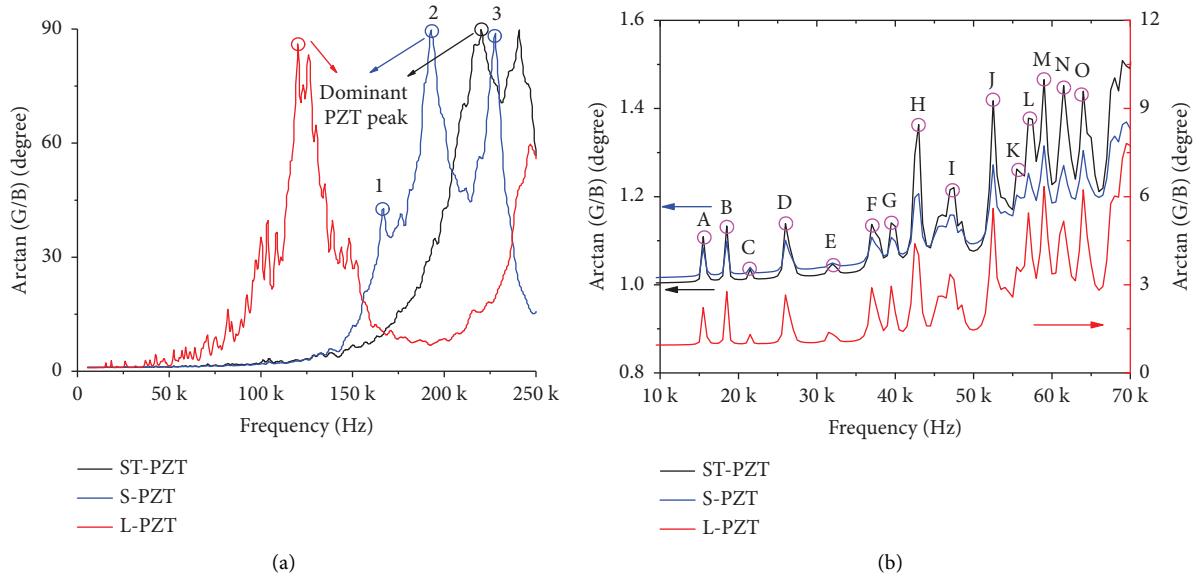 90
60
30
0
Arctan (G/B) (degree)
0
50 k
100 k
150 k
200 k
250 k
Frequency (Hz)
1
2
3
Dominant
PZT peak
ST-PZT
S-PZT
L-PZT
(a)
1.6
1.4
1.2
1.0
0.8
Arctan (G/B) (degree)
12
9
6
3
0
Arctan (G/B) (degree)
10 k
20 k
30 k
40 k
50 k
60 k
70 k
Frequency (Hz)
A
B
C
D
E
F
G
H
I
J
K
L
M
N
O
ST-PZT
S-PZT
L-PZT
(b)